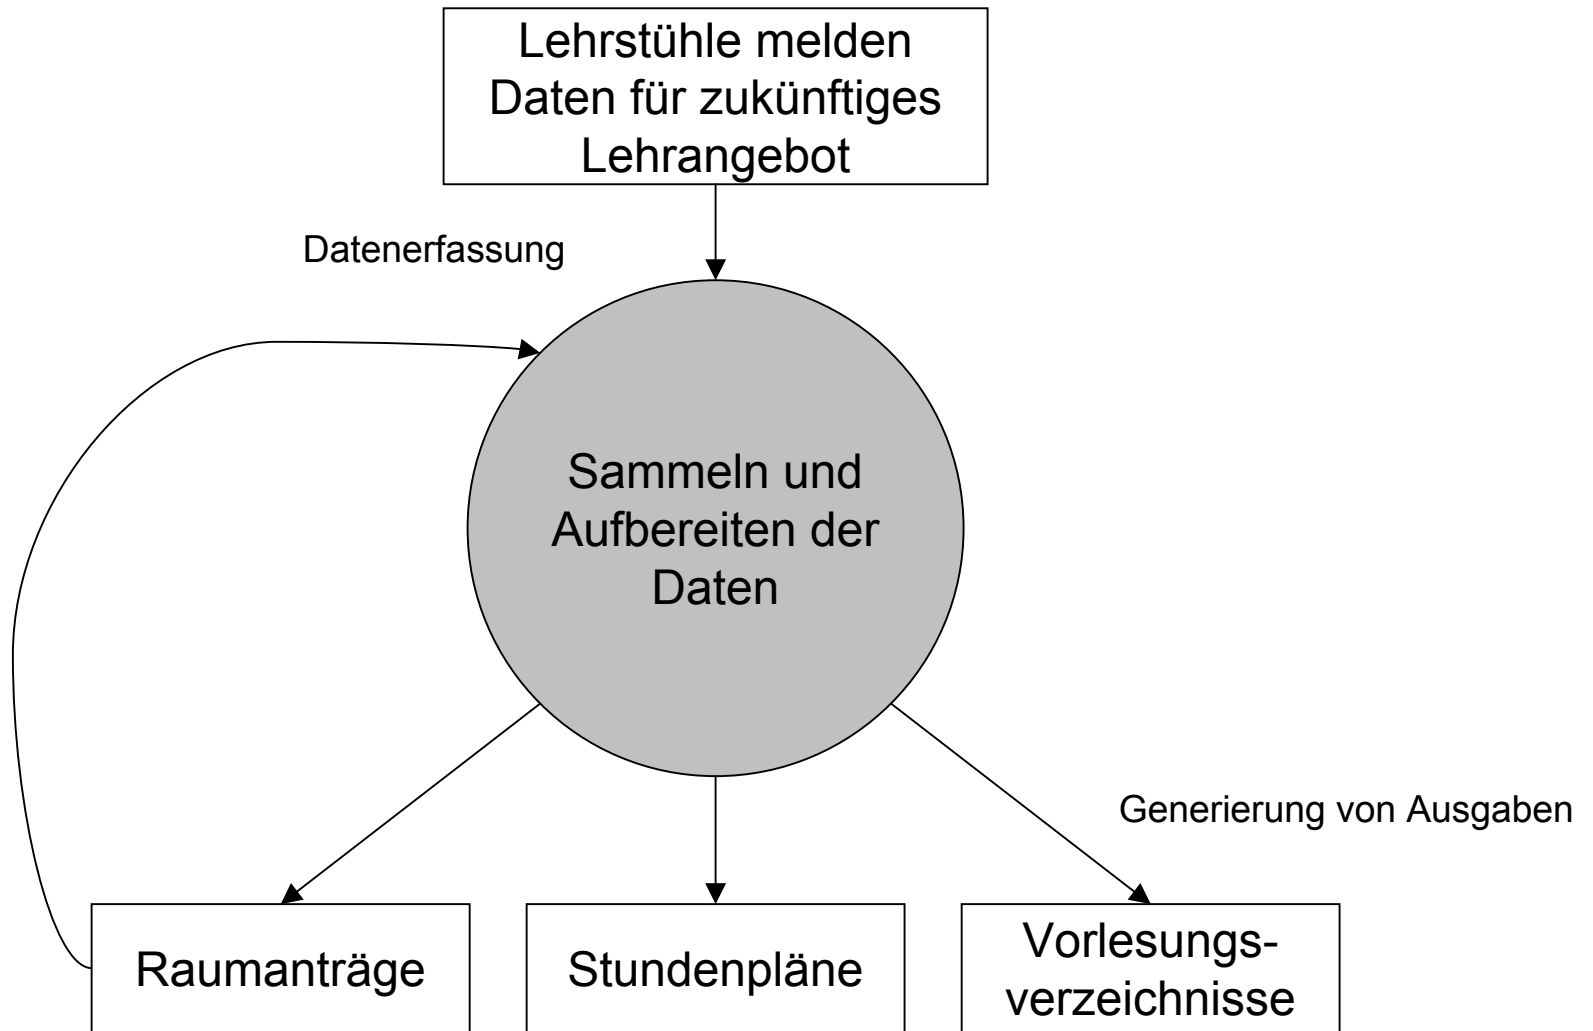 Lehrstühle melden
Daten für zukünftiges
Lehrangebot
Datenerfassung
Sammeln und
Aufbereiten der
Daten
Generierung von Ausgaben
Raumanträge
Stundenpläne
Vorlesungs-
verzeichnisse